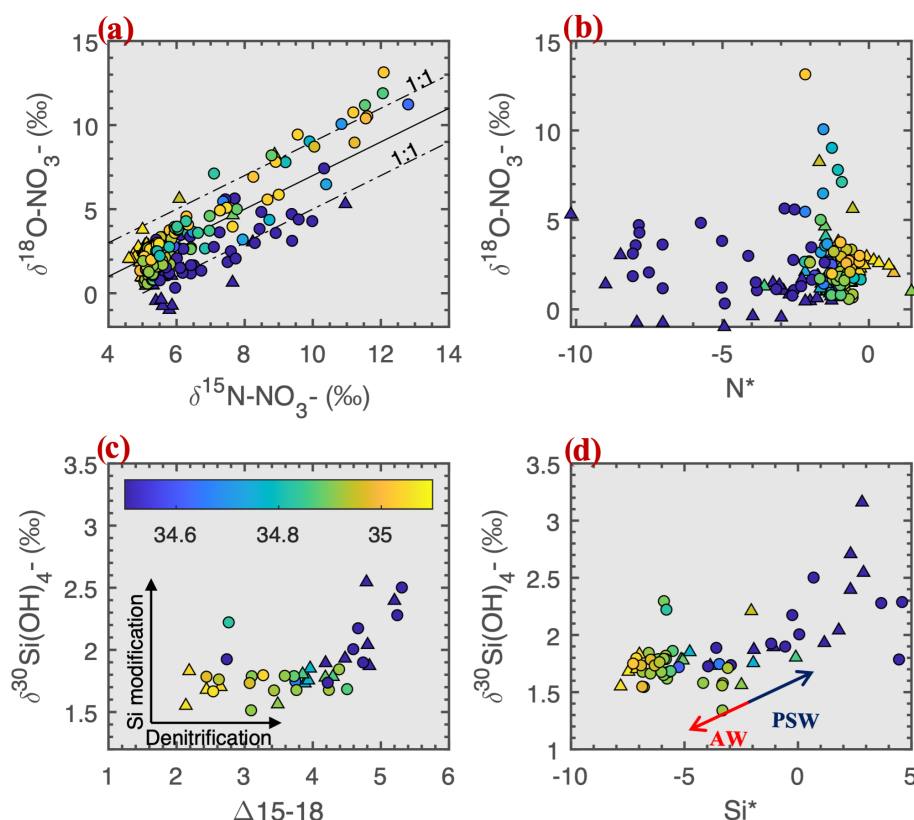 (a)
15
10
5
0
4
6
8
10
12
14
1:1
1:1
δ18O-NO3- (‰)
δ15N-NO3- (‰)
(b)
15
10
5
0
-10
-5
0
δ18O-NO3- (‰)
N*
(c)
3.5
3
2.5
2
1.5
1
2
3
4
5
6
34.6
34.8
35
Si modification
Denitrification
δ30Si(OH)4- (‰)
Δ15-18
(d)
3.5
3
2.5
2
1.5
1
-10
-5
0
5
AW
PSW
δ30Si(OH)4- (‰)
Si*